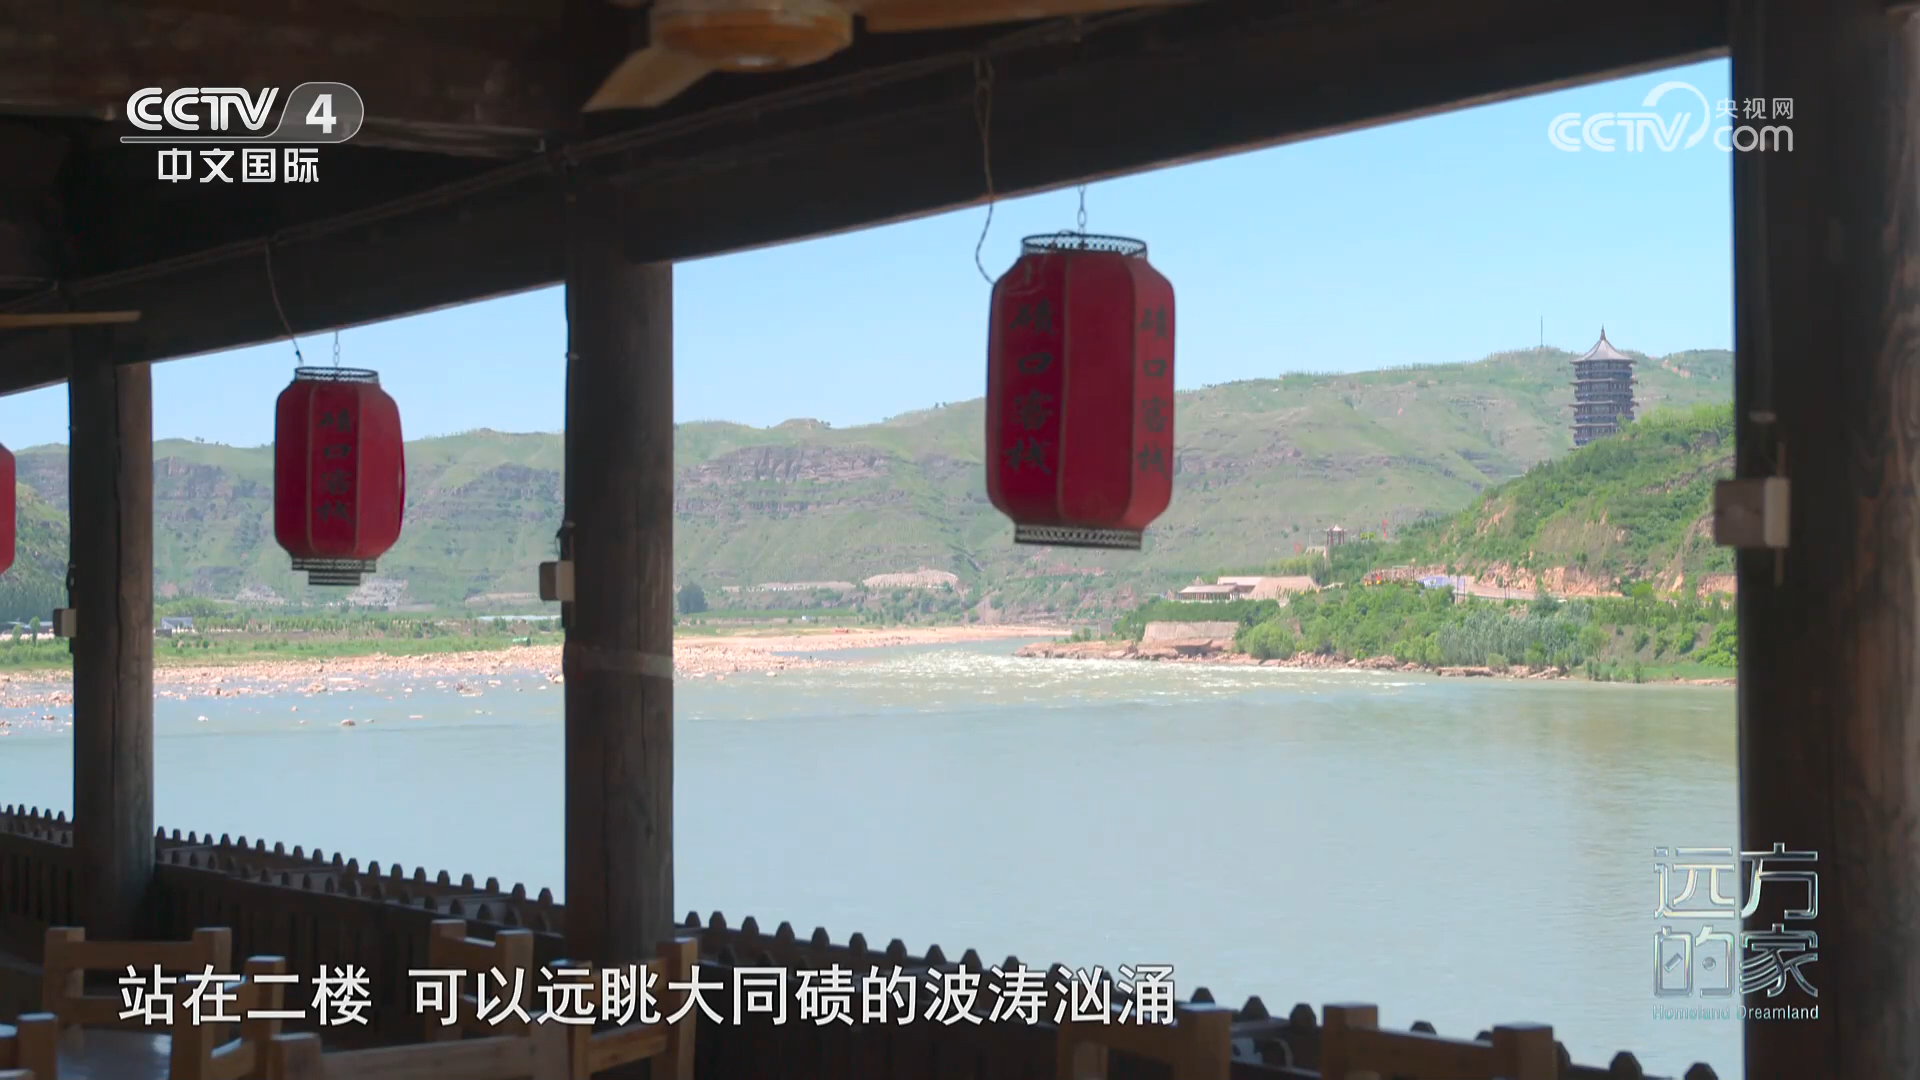 CCTV 4
中文国际
央视网
CCTV.com
碛口客栈
碛口客栈
碛口客栈
远方
的家
Homeland Dreamland
站在二楼 可以远眺大同碛的波涛汹涌